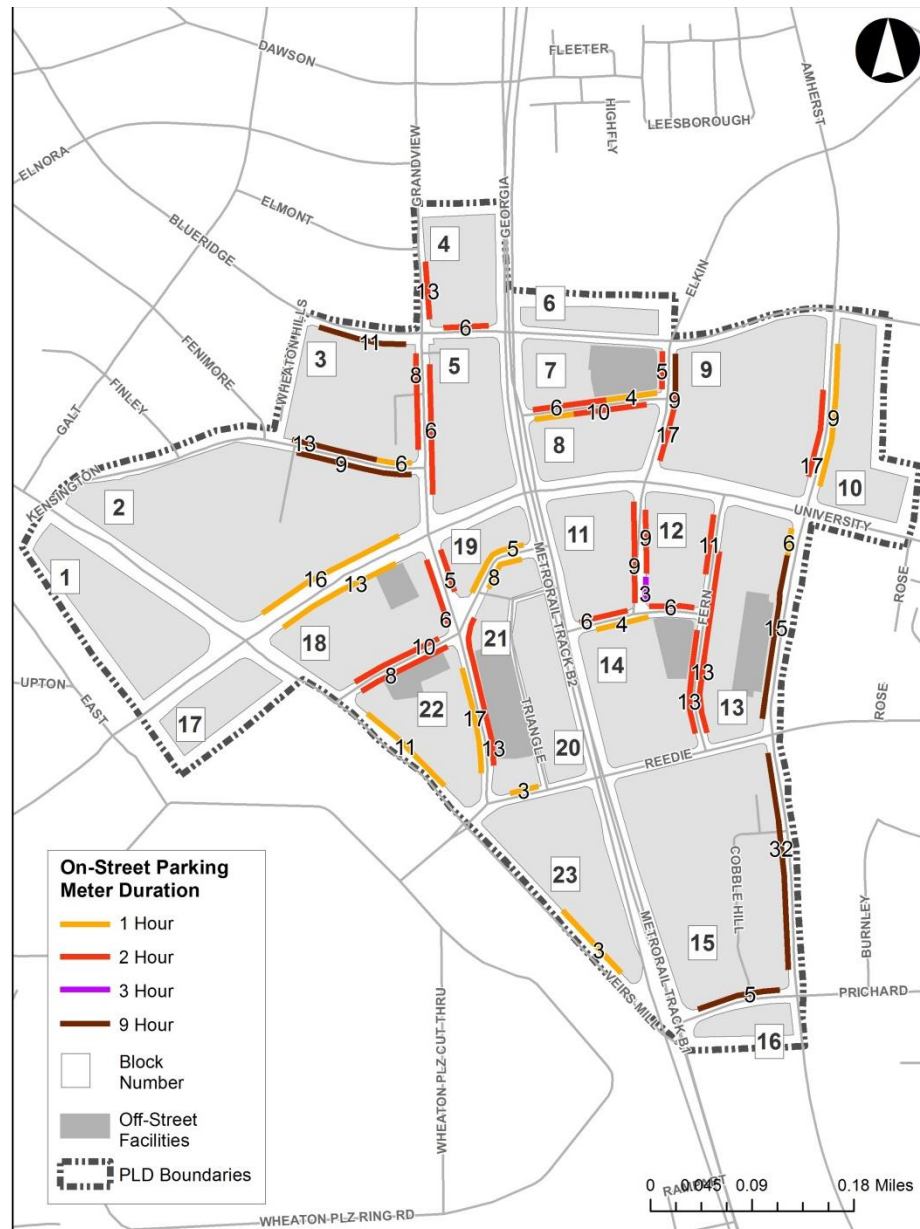 DAWSON
FLEETER
HIGHFLY
LEESBOROUGH
AMHERST
ELNORA
BLUERIDGE
ELMONT
GRANDVIEW
GEORGIA
4
13
6
6
ELKIN
WHEATON HILLS
3
11
8
5
6
7
5
9
9
6
4
10
8
17
9
17
10
FENIMORE
FINLEY
GALT
KENSINGTON
13
9
6
2
1
UNIVERSITY
ROSE
16
13
18
19
5
8
5
6
METRORAIL TRACK-B2
11
9
9
3
12
11
FERN
6
6
4
6
15
14
13
13
13
ROSE
10
8
21
22
17
13
11
TRIANGLE
20
3
REEDIE
UPTON
EAST
17
23
3
VEIRS MILL
METRORAIL TRACK-B1
15
COBBLE HILL
32
5
16
PRICHARD
BURNLEY
WHEATON PLZ CUT-THRU
WHEATON PLZ RING RD
On-Street Parking
Meter Duration
1 Hour
2 Hour
3 Hour
9 Hour
Block
Number
Off-Street
Facilities
PLD Boundaries
0 0.045 0.09 0.18 Miles